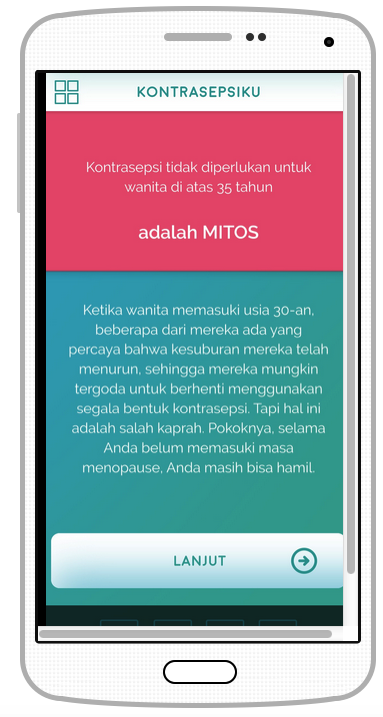 KONTRASEPSIKU
Kontrasepsi tidak diperlukan untuk
wanita di atas 35 tahun
adalah MITOS
Ketika wanita memasuki usia 30-an,
beberapa dari mereka ada yang
percaya bahwa kesuburan mereka telah
menurun, sehingga mereka mungkin
tergoda untuk berhenti menggunakan
segala bentuk kontrasepsi. Tapi hal ini
adalah salah kaprah. Pokoknya, selama
Anda belum memasuki masa
menopause, Anda masih bisa hamil.
LANJUT